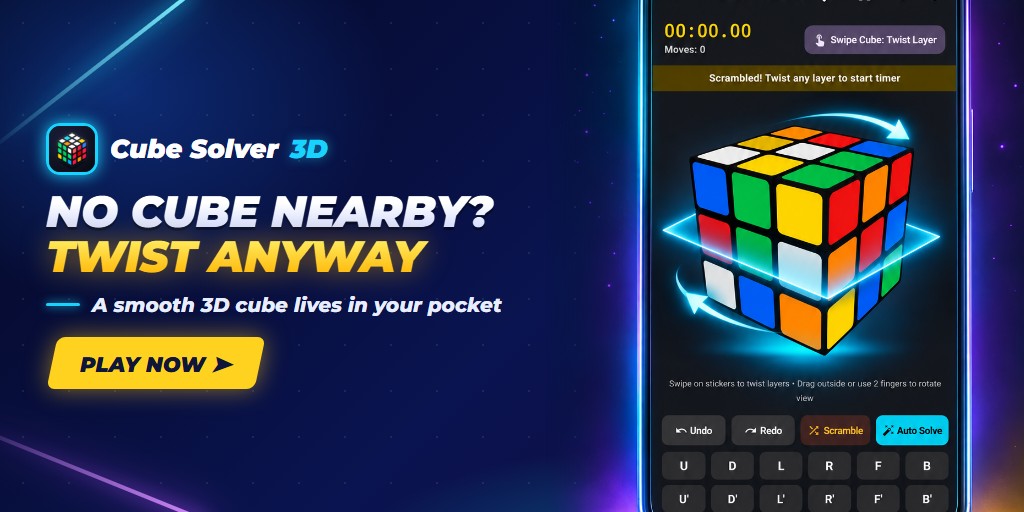 Cube Solver 3D
NO CUBE NEARBY?
TWIST ANYWAY
A smooth 3D cube lives in your pocket
PLAY NOW ➤
00:00.00
Moves: 0
Swipe Cube: Twist Layer
Scrambled! Twist any layer to start timer
Swipe on stickers to twist layers • Drag outside or use 2 fingers to rotate
view
Undo Redo Scramble Auto Solve
U D L R F B
U' D' L' R' F' B'